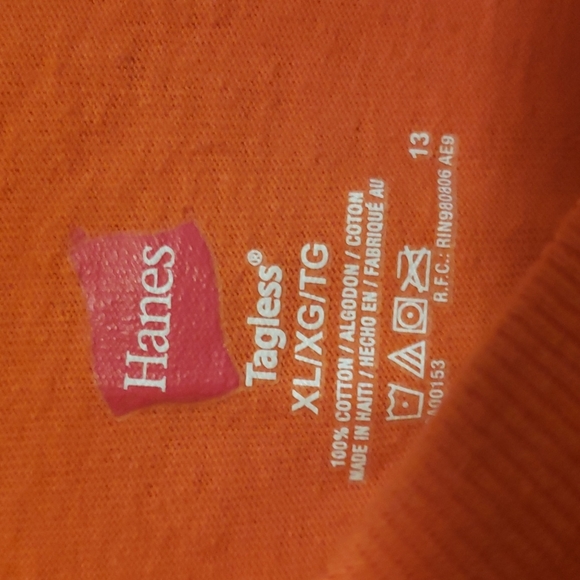 Hanes
Tagless®
XL/XG/TG
100% COTTON / ALGODON / COTON
MADE IN HAITI / HECHO EN / FABRIQUÉ AU
13
A00153 R.F.C.: RIN980806 AE9